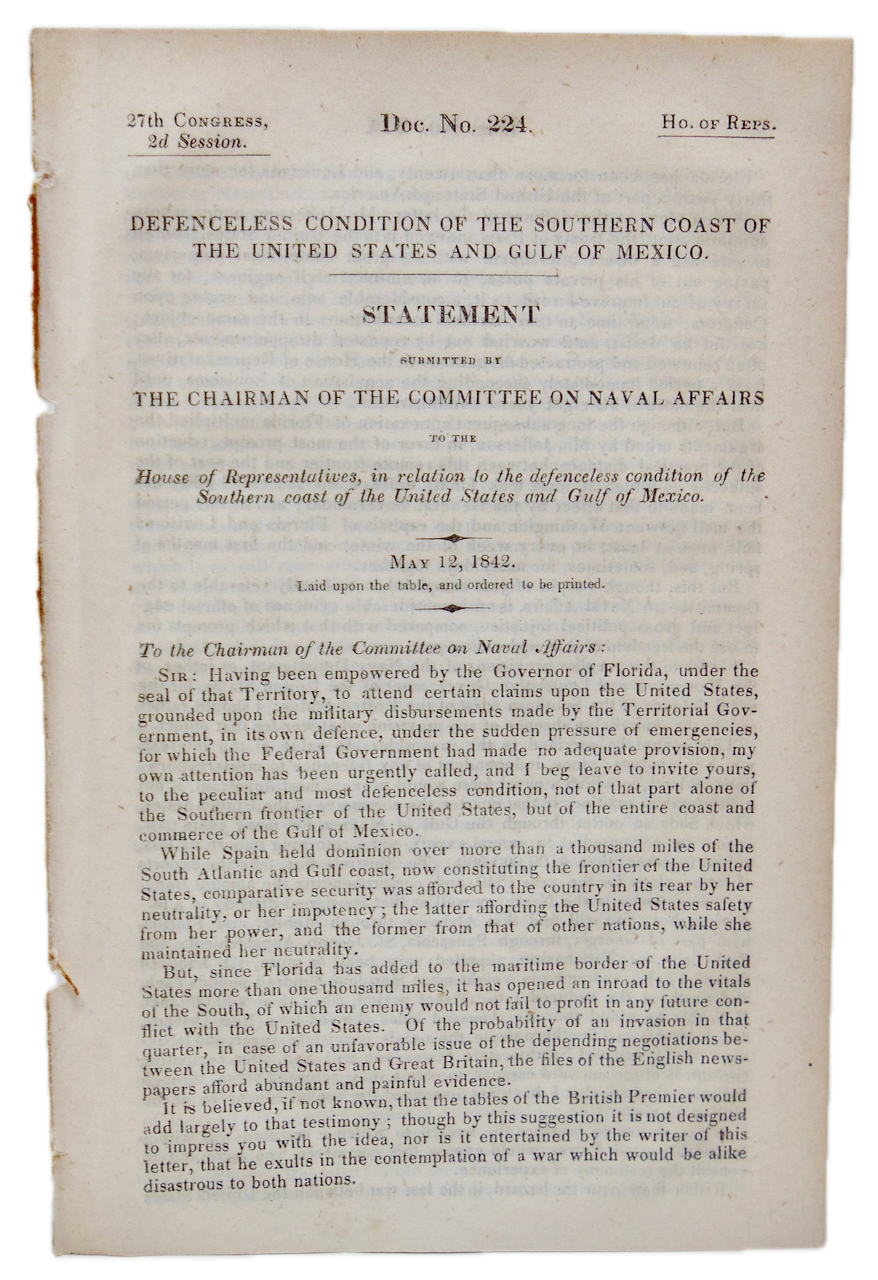 27th Congress,
2d Session.
Doc. No. 224.
Ho. of Reps.
DEFENCELESS CONDITION OF THE SOUTHERN COAST OF
THE UNITED STATES AND GULF OF MEXICO.
STATEMENT
SUBMITTED BY
THE CHAIRMAN OF THE COMMITTEE ON NAVAL AFFAIRS
TO THE
House of Representatives, in relation to the defenceless condition of the
Southern coast of the United States and Gulf of Mexico.
May 12, 1842.
Laid upon the table, and ordered to be printed.
To the Chairman of the Committee on Naval Affairs:
Sir: Having been empowered by the Governor of Florida, under the
seal of that Territory, to attend certain claims upon the United States,
grounded upon the military disbursements made by the Territorial Gov-
ernment, in its own defence, under the sudden pressure of emergencies,
for which the Federal Government had made no adequate provision, my
own attention has been urgently called, and I beg leave to invite yours,
to the peculiar and most defenceless condition, not of that part alone of
the Southern frontier of the United States, but of the entire coast and
commerce of the Gulf of Mexico.
While Spain held dominion over more than a thousand miles of the
South Atlantic and Gulf coast, now constituting the frontier of the United
States, comparative security was afforded to the country in its rear by her
neutrality, or her impotency; the latter affording the United States safety
from her power, and the former from that of other nations, while she
maintained her neutrality.
But, since Florida has added to the maritime border of the United
States more than one thousand miles, it has opened an inroad to the vitals
of the South, of which an enemy would not fail to profit in any future con-
flict with the United States. Of the probability of an invasion in that
quarter, in case of an unfavorable issue of the depending negotiations be-
tween the United States and Great Britain, the files of the English news-
papers afford abundant and painful evidence.
It is believed, if not known, that the tables of the British Premier would
add largely to that testimony; though by this suggestion it is not designed
to impress you with the idea, nor is it entertained by the writer of this
letter, that he exults in the contemplation of a war which would be alike
disastrous to both nations.